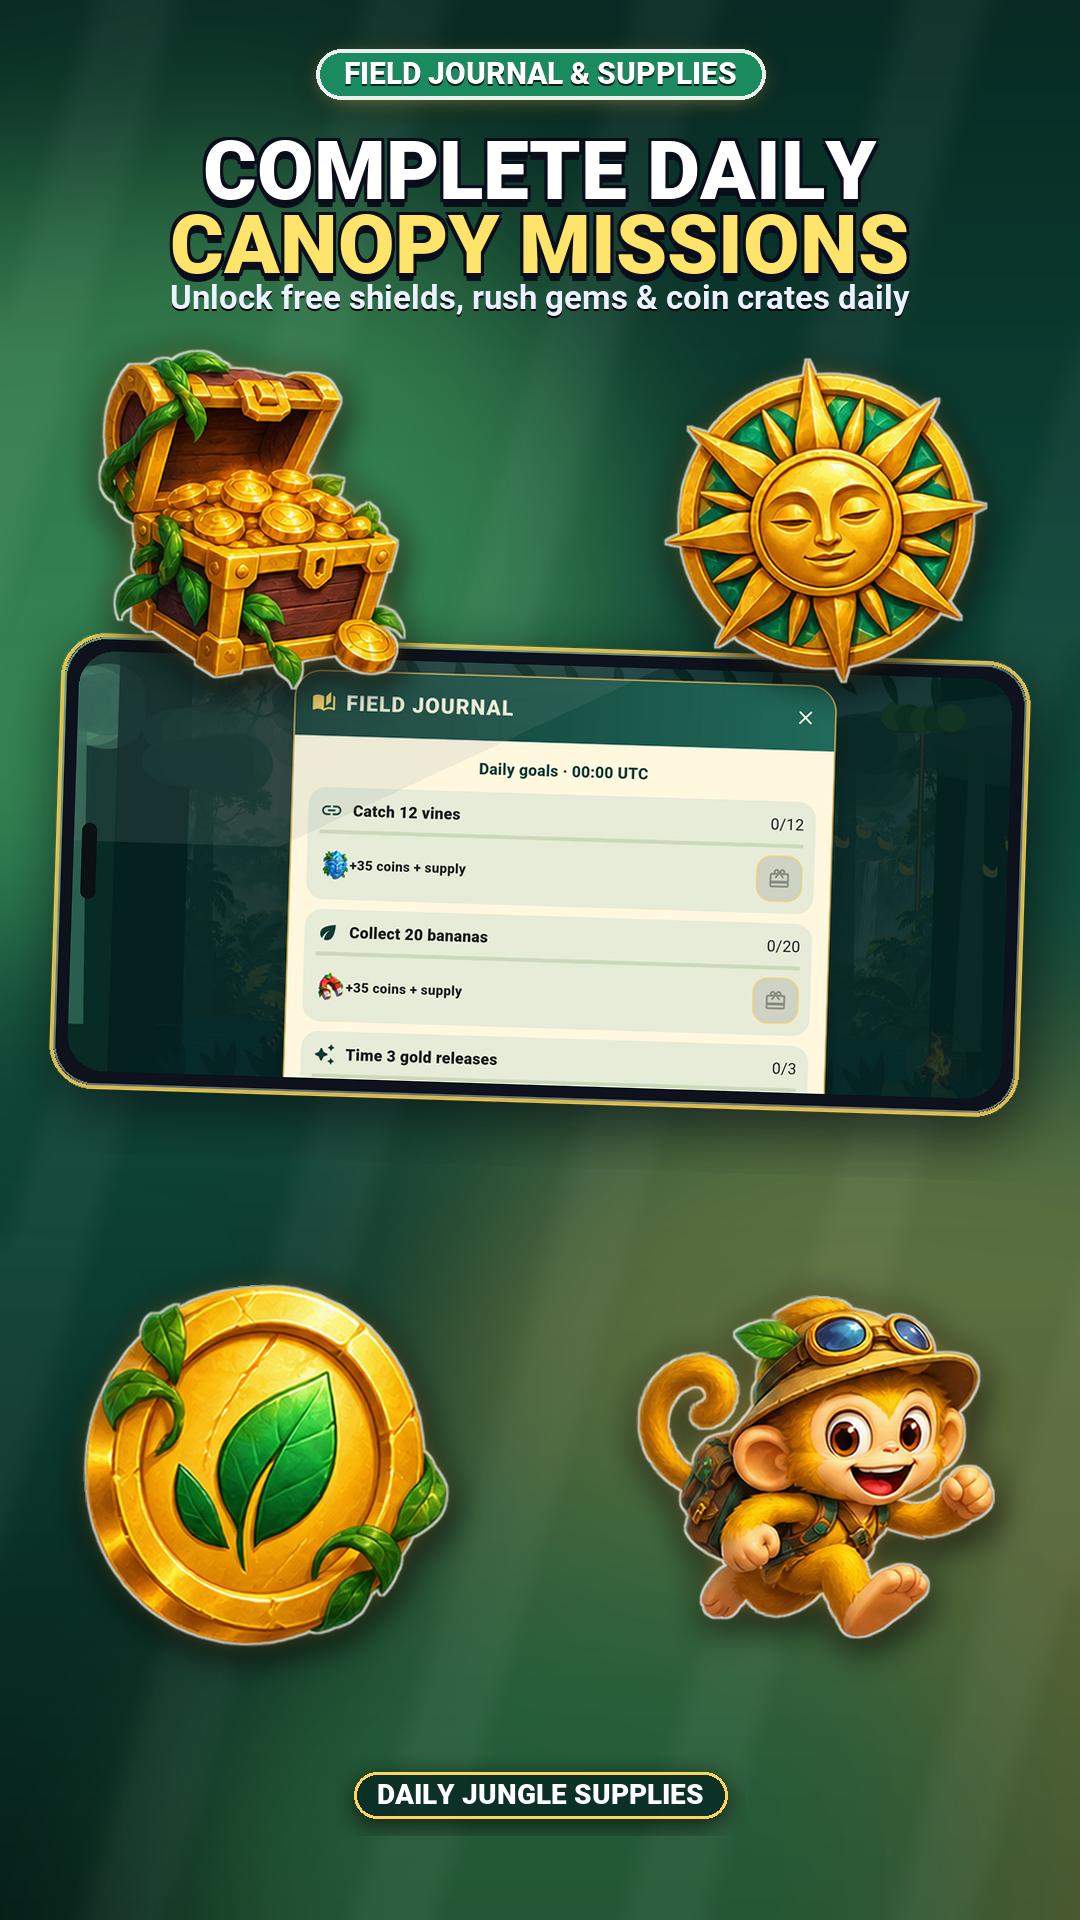 FIELD JOURNAL & SUPPLIES
COMPLETE DAILY
CANOPY MISSIONS
Unlock free shields, rush gems & coin crates daily
FIELD JOURNAL
Daily goals · 00:00 UTC
Catch 12 vines
0/12
+35 coins + supply
Collect 20 bananas
0/20
+35 coins + supply
Time 3 gold releases
0/3
DAILY JUNGLE SUPPLIES